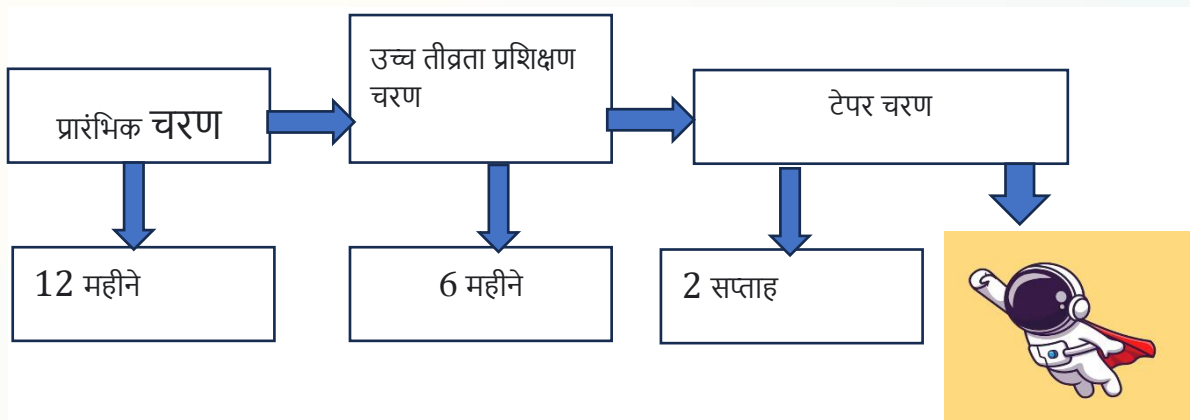 प्रारंभिक चरण
उच्च तीव्रता प्रशिक्षण
चरण
टेपर चरण
12 महीने
6 महीने
2 सप्ताह